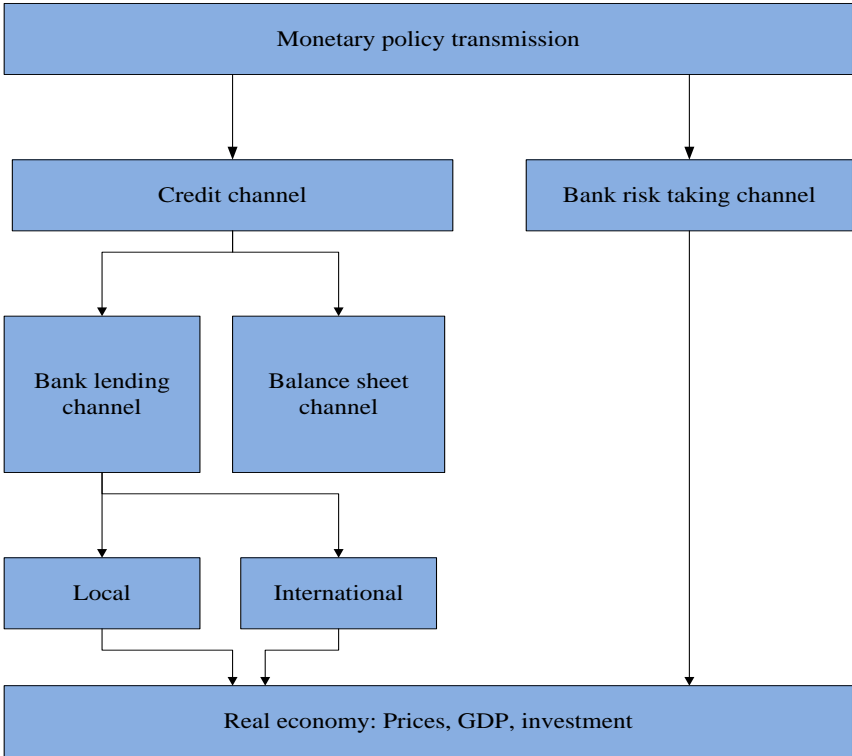 Monetary policy transmission
Credit channel
Bank risk taking channel
Bank lending
channel
Balance sheet
channel
Local
International
Real economy: Prices, GDP, investment